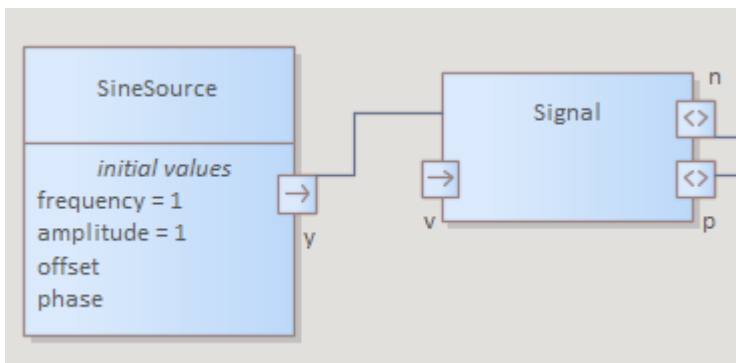 SineSource
initial values
frequency = 1
amplitude = 1
offset
phase
y
Signal
n
v
p